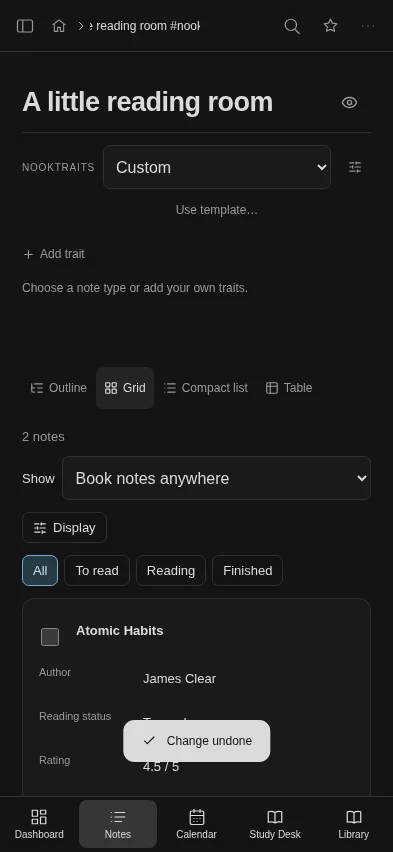 reading room #nook
A little reading room
NOOKTRAITS Custom
Use template…
+ Add trait
Choose a note type or add your own traits.
Outline Grid Compact list Table
2 notes
Show Book notes anywhere
Display
All To read Reading Finished
Atomic Habits
Author James Clear
Reading status
Change undone
Rating 4.5 / 5
Dashboard Notes Calendar Study Desk Library